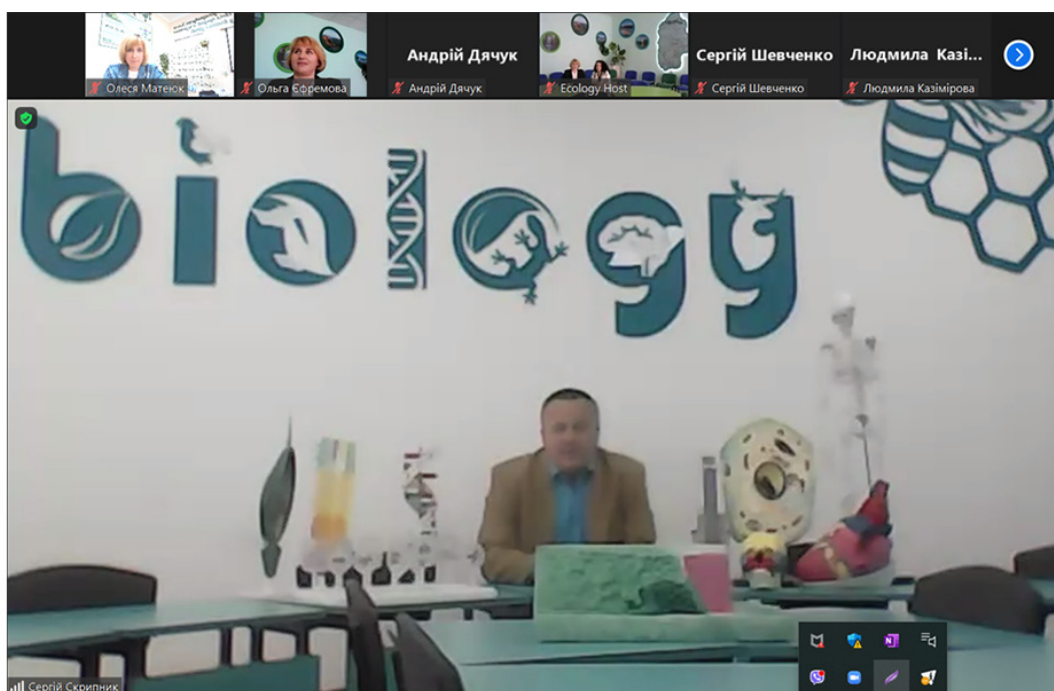 Андрій Дячук
Сергій Шевченко
Людмила Казі...
Олеся Матеюк
Ольга Єфремова
Андрій Дячук
Ecology Host
Сергій Шевченко
Людмила Казімірова
biology
N
Сергій Скрипник